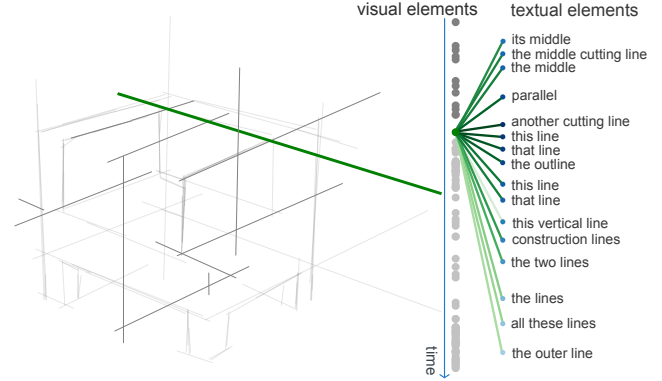 visual elements
textual elements
its middle
the middle cutting line
the middle
parallel
another cutting line
this line
that line
the outline
this line
that line
this vertical line
construction lines
the two lines
the lines
all these lines
the outer line
time